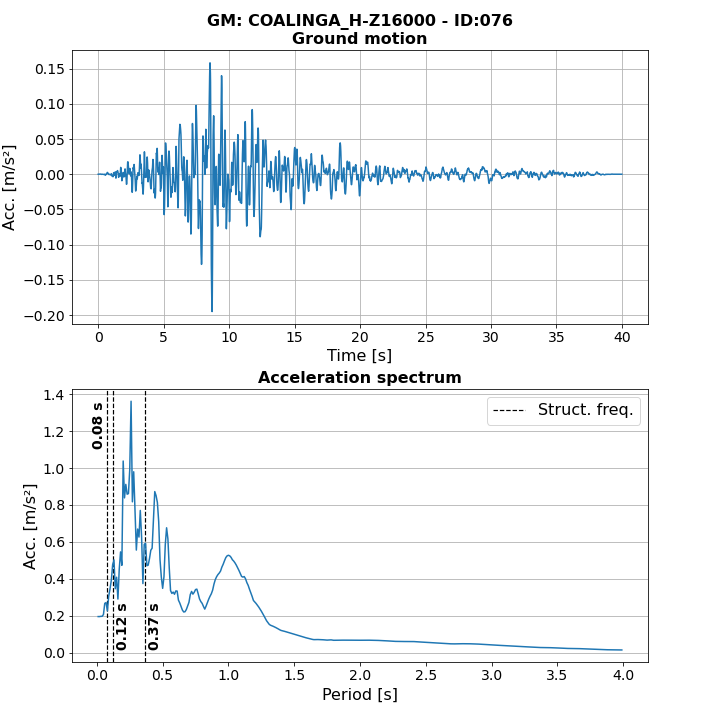 GM: COALINGA_H-Z16000 - ID:076
Ground motion
0.15
0.10
0.05
0.00
−0.05
−0.10
−0.15
−0.20
Acc. [m/s²]
0 5 10 15 20 25 30 35 40
Time [s]
Acceleration spectrum
1.4
1.2
1.0
0.8
0.6
0.4
0.2
0.0
Acc. [m/s²]
Struct. freq.
0.08 s
0.12 s
0.37 s
0.0 0.5 1.0 1.5 2.0 2.5 3.0 3.5 4.0
Period [s]